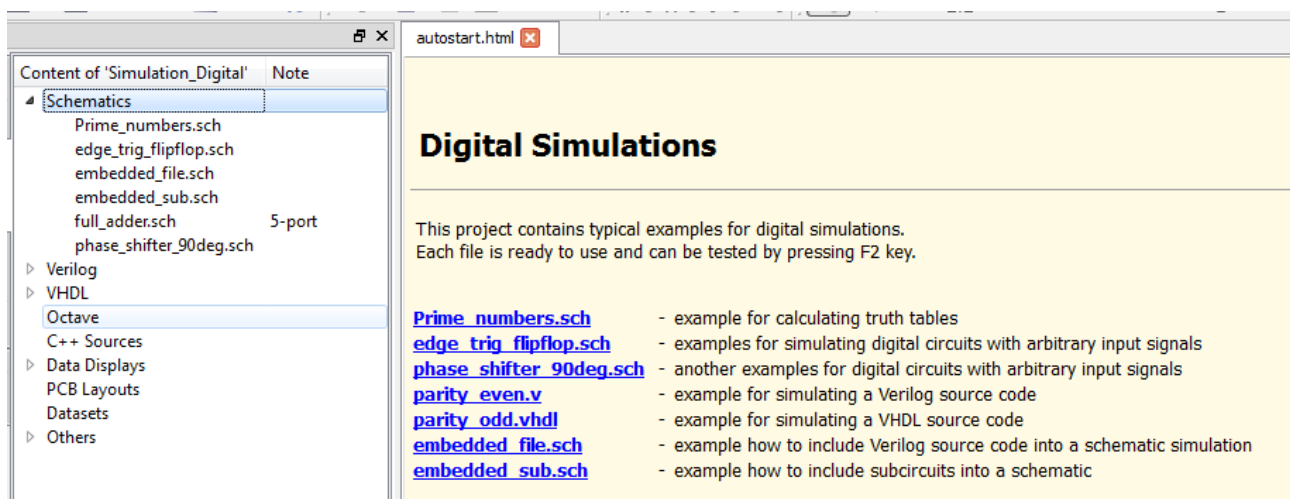 autostart.html
Content of 'Simulation_Digital' Note
Schematics
Prime_numbers.sch
edge_trig_flipflop.sch
embedded_file.sch
embedded_sub.sch
full_adder.sch 5-port
phase_shifter_90deg.sch
Verilog
VHDL
Octave
C++ Sources
Data Displays
PCB Layouts
Datasets
Others
Digital Simulations
This project contains typical examples for digital simulations.
Each file is ready to use and can be tested by pressing F2 key.
Prime_numbers.sch - example for calculating truth tables
edge_trig_flipflop.sch - examples for simulating digital circuits with arbitrary input signals
phase_shifter_90deg.sch - another examples for digital circuits with arbitrary input signals
parity_even.v - example for simulating a Verilog source code
parity_odd.vhdl - example for simulating a VHDL source code
embedded_file.sch - example how to include Verilog source code into a schematic simulation
embedded_sub.sch - example how to include subcircuits into a schematic